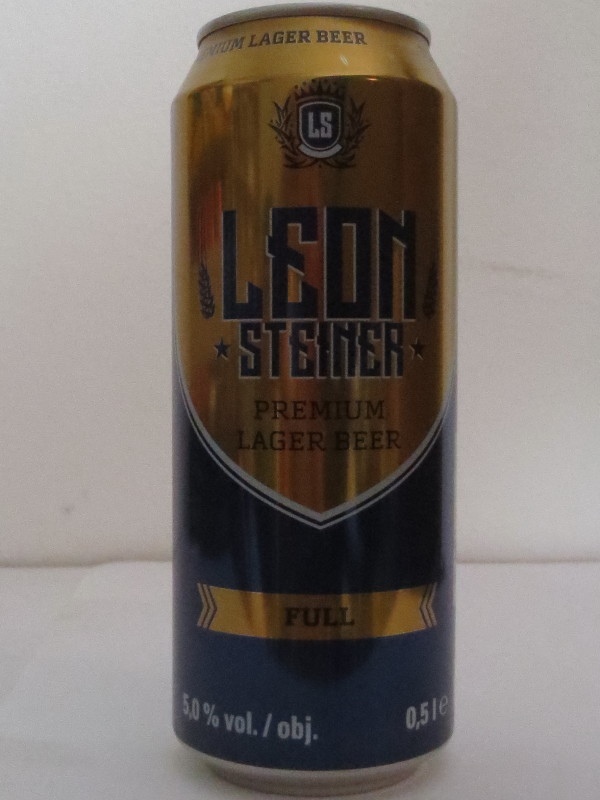 LAGER BEER
LS
LEON
STEINER
PREMIUM
LAGER BEER
FULL
5,0 % vol. / obj.
0,5 l e